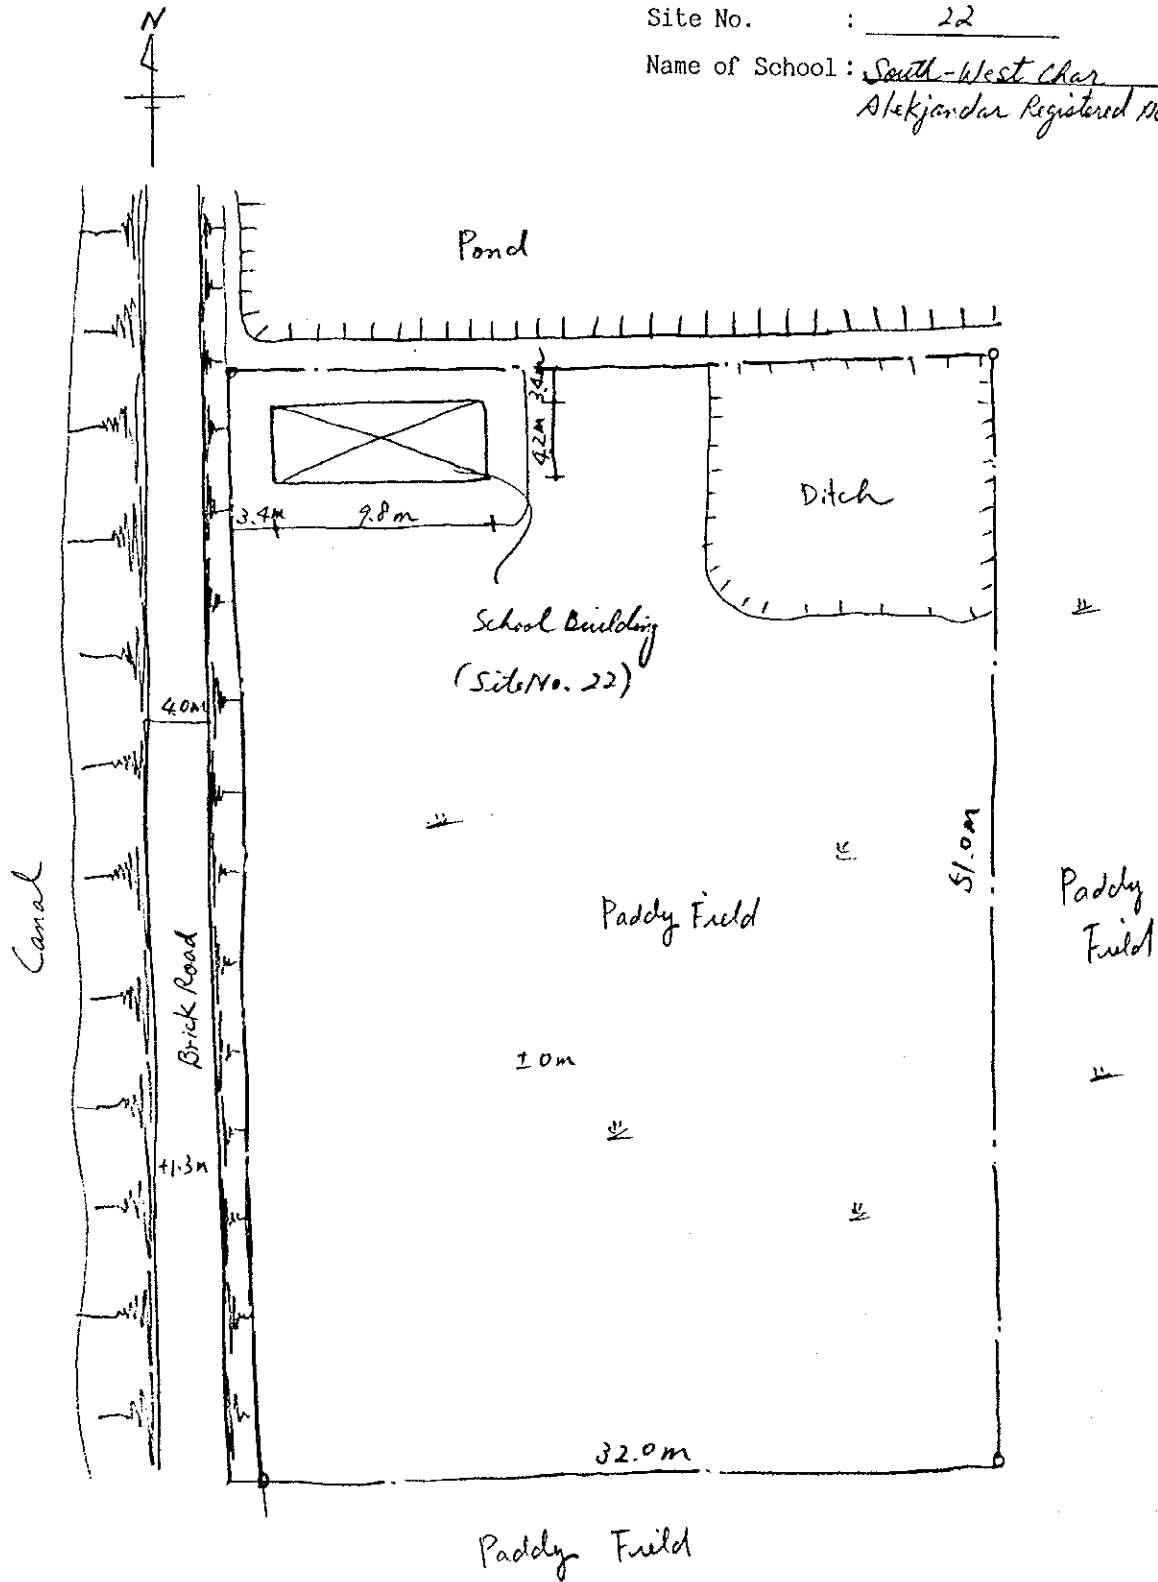 N
Site No. : 22
Name of School : South-West Char
Alekjandar Registered
Pond
3.4m
4.2m
Ditch
3.4m
9.8m
School Building
(Site No. 22)
4.0m
51.0m
Canal
Brick Road
Paddy Field
Paddy
Field
±0m
+1.3m
32.0m
Paddy Field